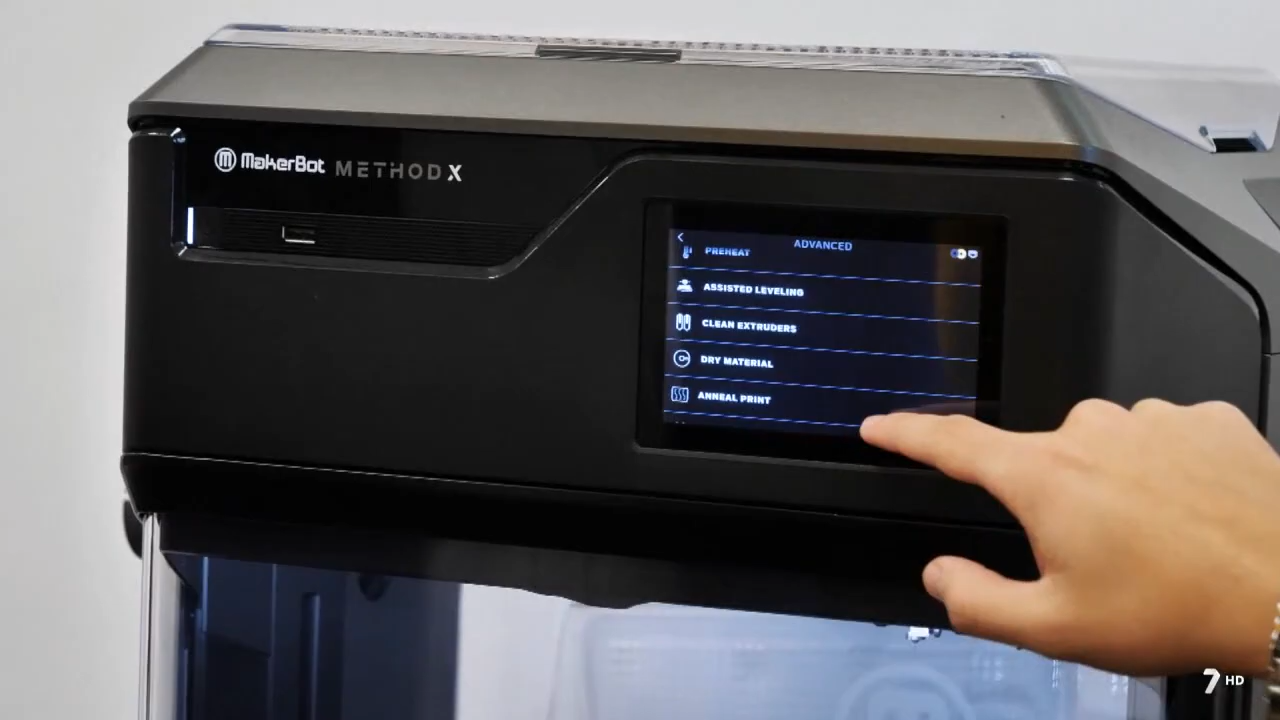 MakerBot METHOD X
ADVANCED
PREHEAT
ASSISTED LEVELING
CLEAN EXTRUDERS
DRY MATERIAL
ANNEAL PRINT
7 HD